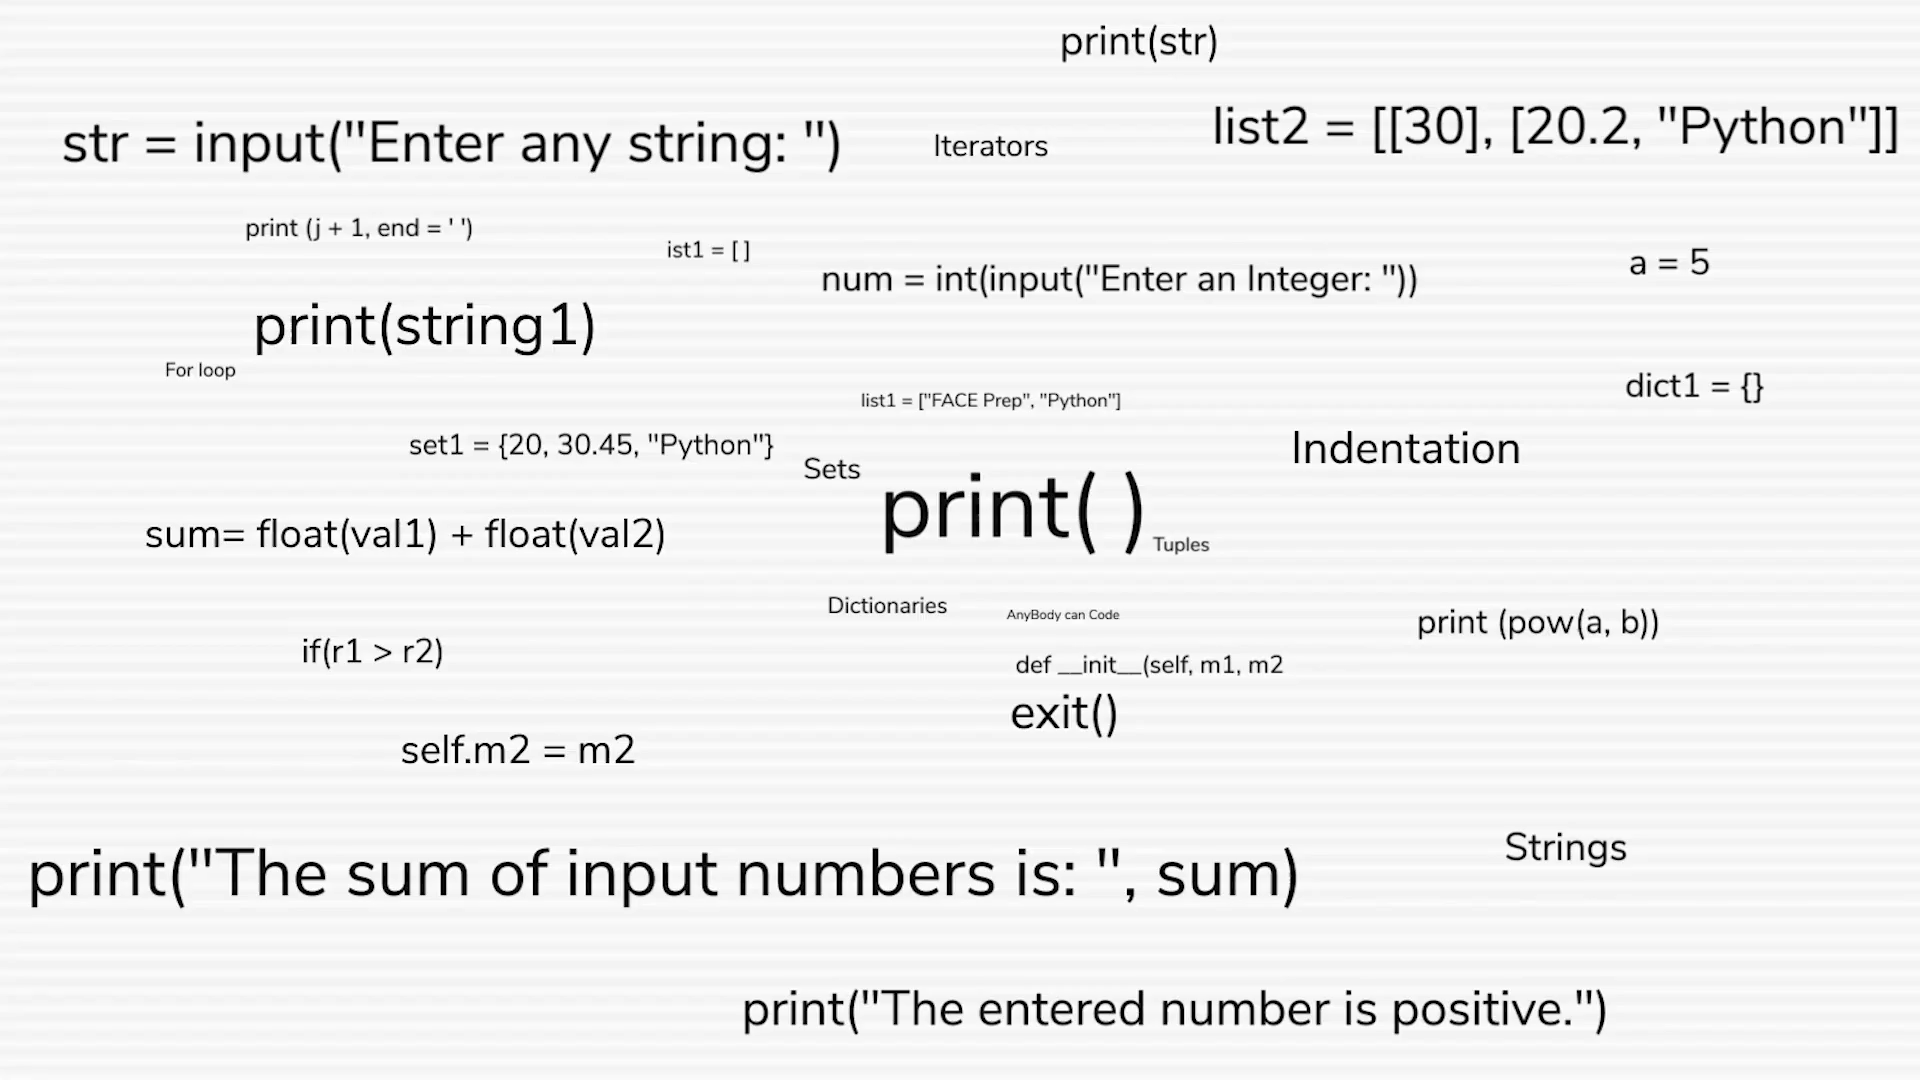 print(str)
str = input("Enter any string: ")
Iterators
list2 = [[30], [20.2, "Python"]]
print (j + 1, end = ' ')
ist1 = [ ]
num = int(input("Enter an Integer: "))
a = 5
print(string1)
For loop
list1 = ["FACE Prep", "Python"]
dict1 = {}
set1 = {20, 30.45, "Python"}
Sets
Indentation
print( )
sum= float(val1) + float(val2)
Tuples
Dictionaries
AnyBody can Code
print (pow(a, b))
if(r1 > r2)
def __init__(self, m1, m2
exit()
self.m2 = m2
print("The sum of input numbers is: ", sum)
Strings
print("The entered number is positive.")